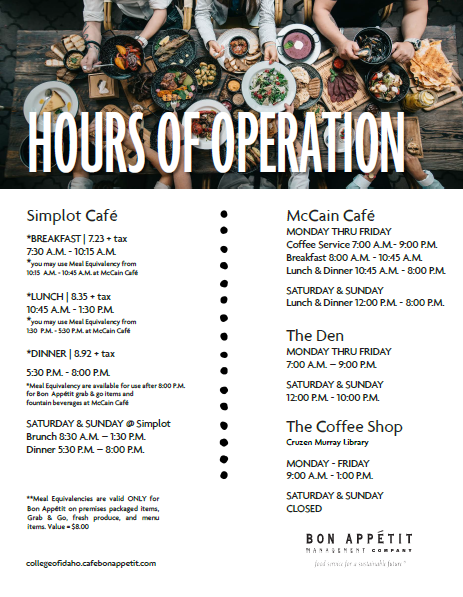 HOURS OF OPERATION
Simplot Café
*BREAKFAST | 7.23 + tax
7:30 A.M. - 10:15 A.M.
*you may use Meal Equivalency from
10:15 A.M. - 10:45 A.M. at McCain Café
*LUNCH | 8.35 + tax
10:45 A.M. - 1:30 P.M.
*you may use Meal Equivalency from
1:30 P.M. - 5:30 P.M. at McCain Café
*DINNER | 8.92 + tax
5:30 P.M. - 8:00 P.M.
*Meal Equivalency are available for use after 8:00 P.M.
for Bon Appétit grab & go items and
fountain beverages at McCain Café
SATURDAY & SUNDAY @ Simplot
Brunch 8:30 A.M. – 1:30 P.M.
Dinner 5:30 P.M. – 8:00 P.M.
**Meal Equivalencies are valid ONLY for
Bon Appétit on premises packaged items,
Grab & Go, fresh produce, and menu
items. Value = $8.00
collegeofidaho.cafebonappetit.com
McCain Café
MONDAY THRU FRIDAY
Coffee Service 7:00 A.M.- 9:00 P.M.
Breakfast 8:00 A.M. - 10:45 A.M.
Lunch & Dinner 10:45 A.M. - 8:00 P.M.
SATURDAY & SUNDAY
Lunch & Dinner 12:00 P.M. - 8:00 P.M.
The Den
MONDAY THRU FRIDAY
7:00 A.M. – 9:00 P.M.
SATURDAY & SUNDAY
12:00 P.M. - 10:00 P.M.
The Coffee Shop
Cruzen Murray Library
MONDAY - FRIDAY
9:00 A.M. - 1:00 P.M.
SATURDAY & SUNDAY
CLOSED
BON APPÉTIT
MANAGEMENT COMPANY
food service for a sustainable future ®